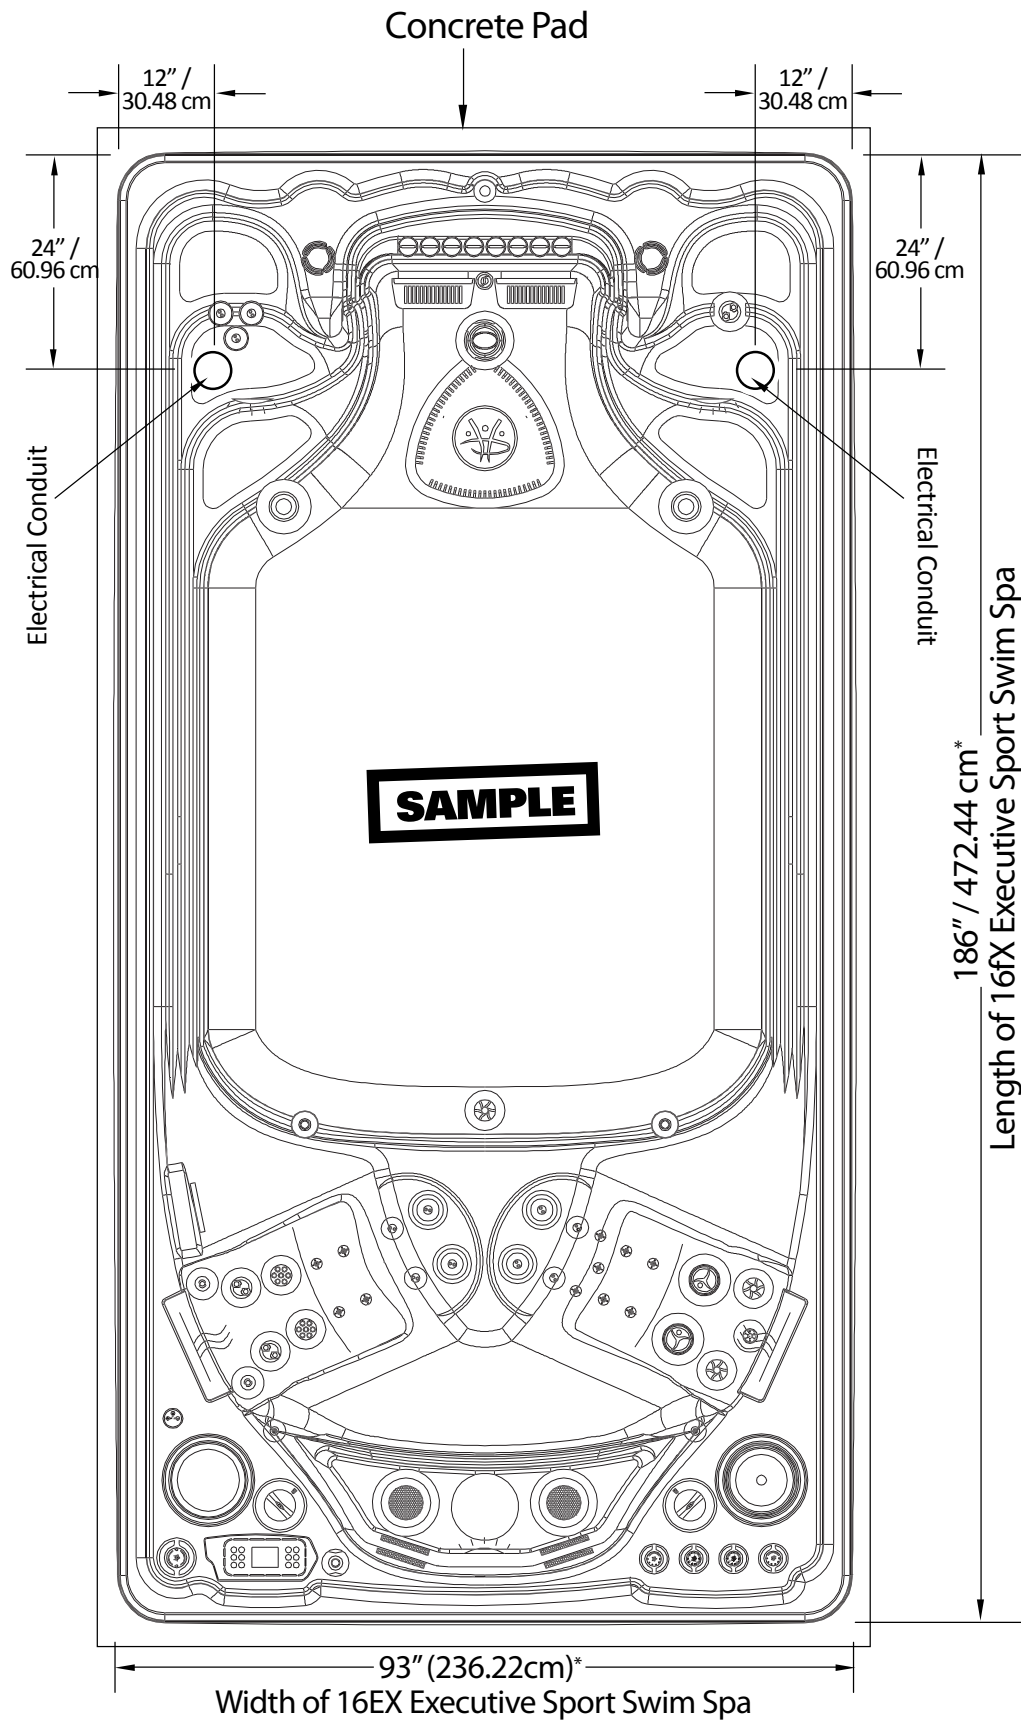 Concrete Pad
12” /
30.48 cm
12” /
30.48 cm
24” /
60.96 cm
24” /
60.96 cm
Electrical Conduit
Electrical Conduit
SAMPLE
186” / 472.44 cm*
Length of 16fX Executive Sport Swim Spa
93” (236.22cm)*
Width of 16EX Executive Sport Swim Spa